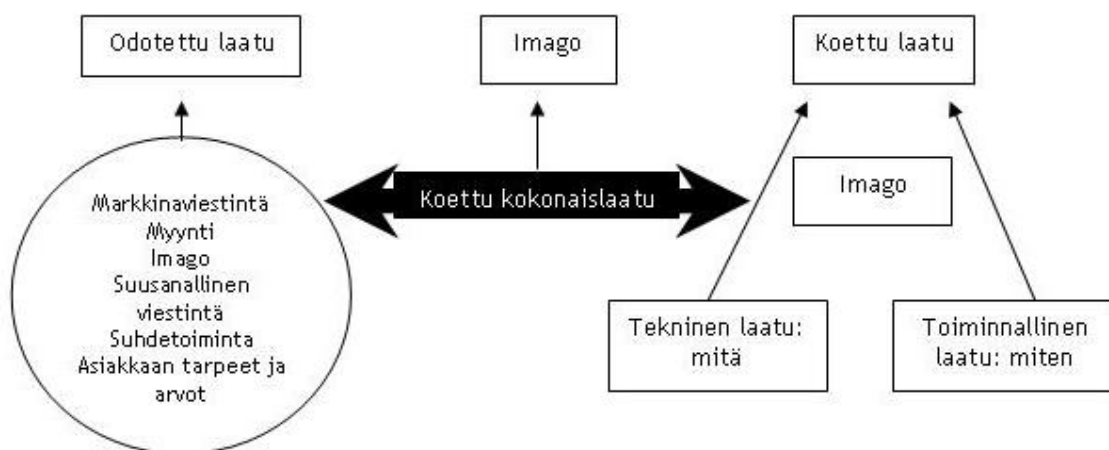 Odotettu laatu
Imago
Koettu laatu
Markkinaviestintä
Myynti
Imago
Suusanallinen
viestintä
Suhdetoiminta
Asiakkaan tarpeet ja
arvot
Koettu kokonaislaatu
Imago
Tekninen laatu:
mitä
Toiminnallinen
laatu: miten